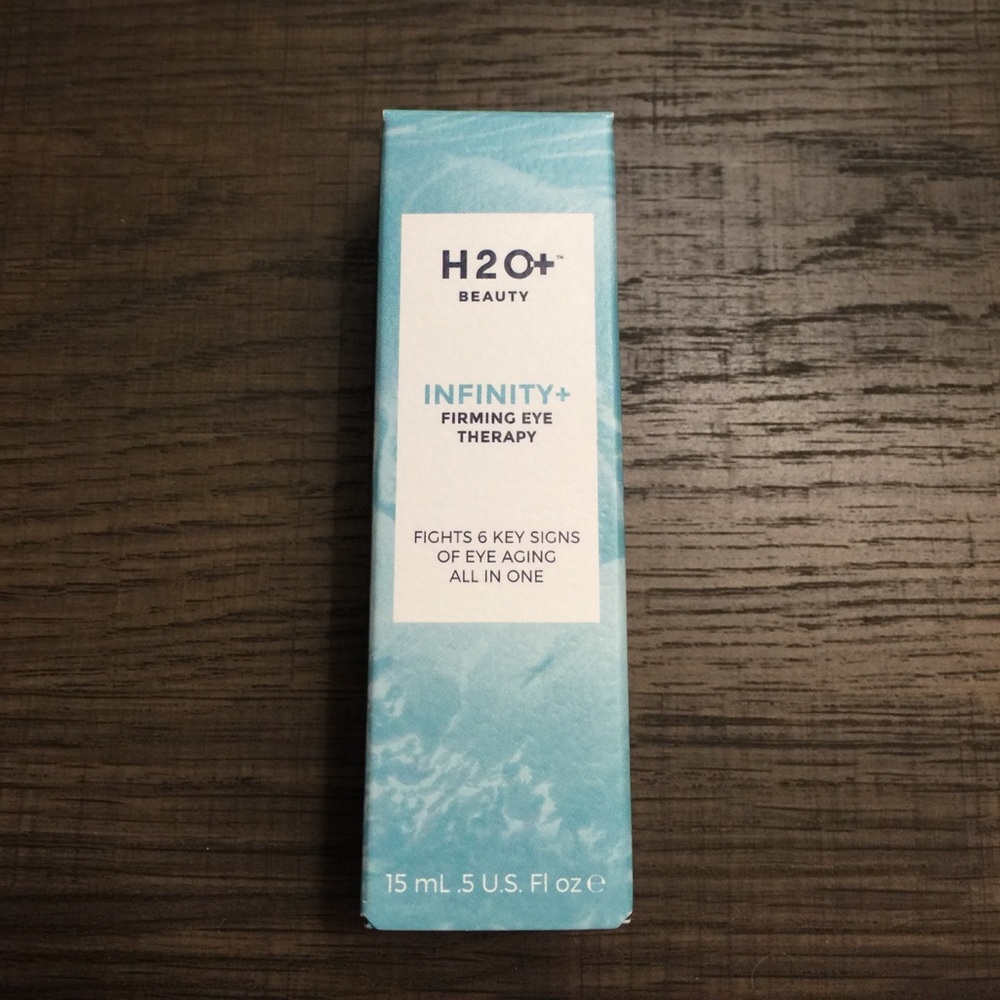 H2O+™
BEAUTY
INFINITY+
FIRMING EYE
THERAPY
FIGHTS 6 KEY SIGNS
OF EYE AGING
ALL IN ONE
15 mL .5 U.S. Fl oz ℮